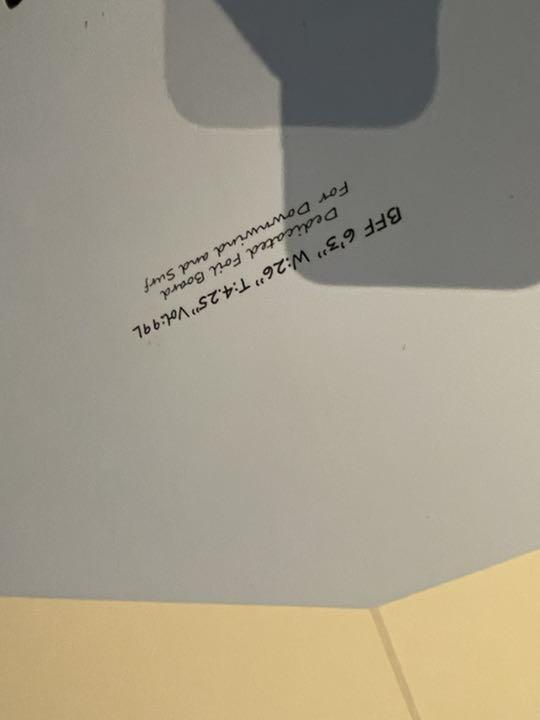 BFF 6'3" W:26" T:4.25" Vol:99L
Dedicated Foil Board
For Downwind and Surf